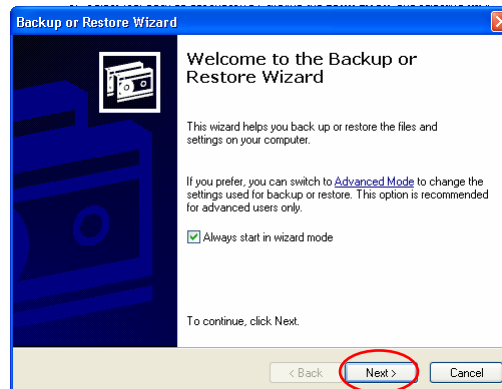 Backup or Restore Wizard
Welcome to the Backup or
Restore Wizard
This wizard helps you back up or restore the files and
settings on your computer.
If you prefer, you can switch to Advanced Mode to change the
settings used for backup or restore. This option is recommended
for advanced users only.
Always start in wizard mode
To continue, click Next.
< Back
Next >
Cancel